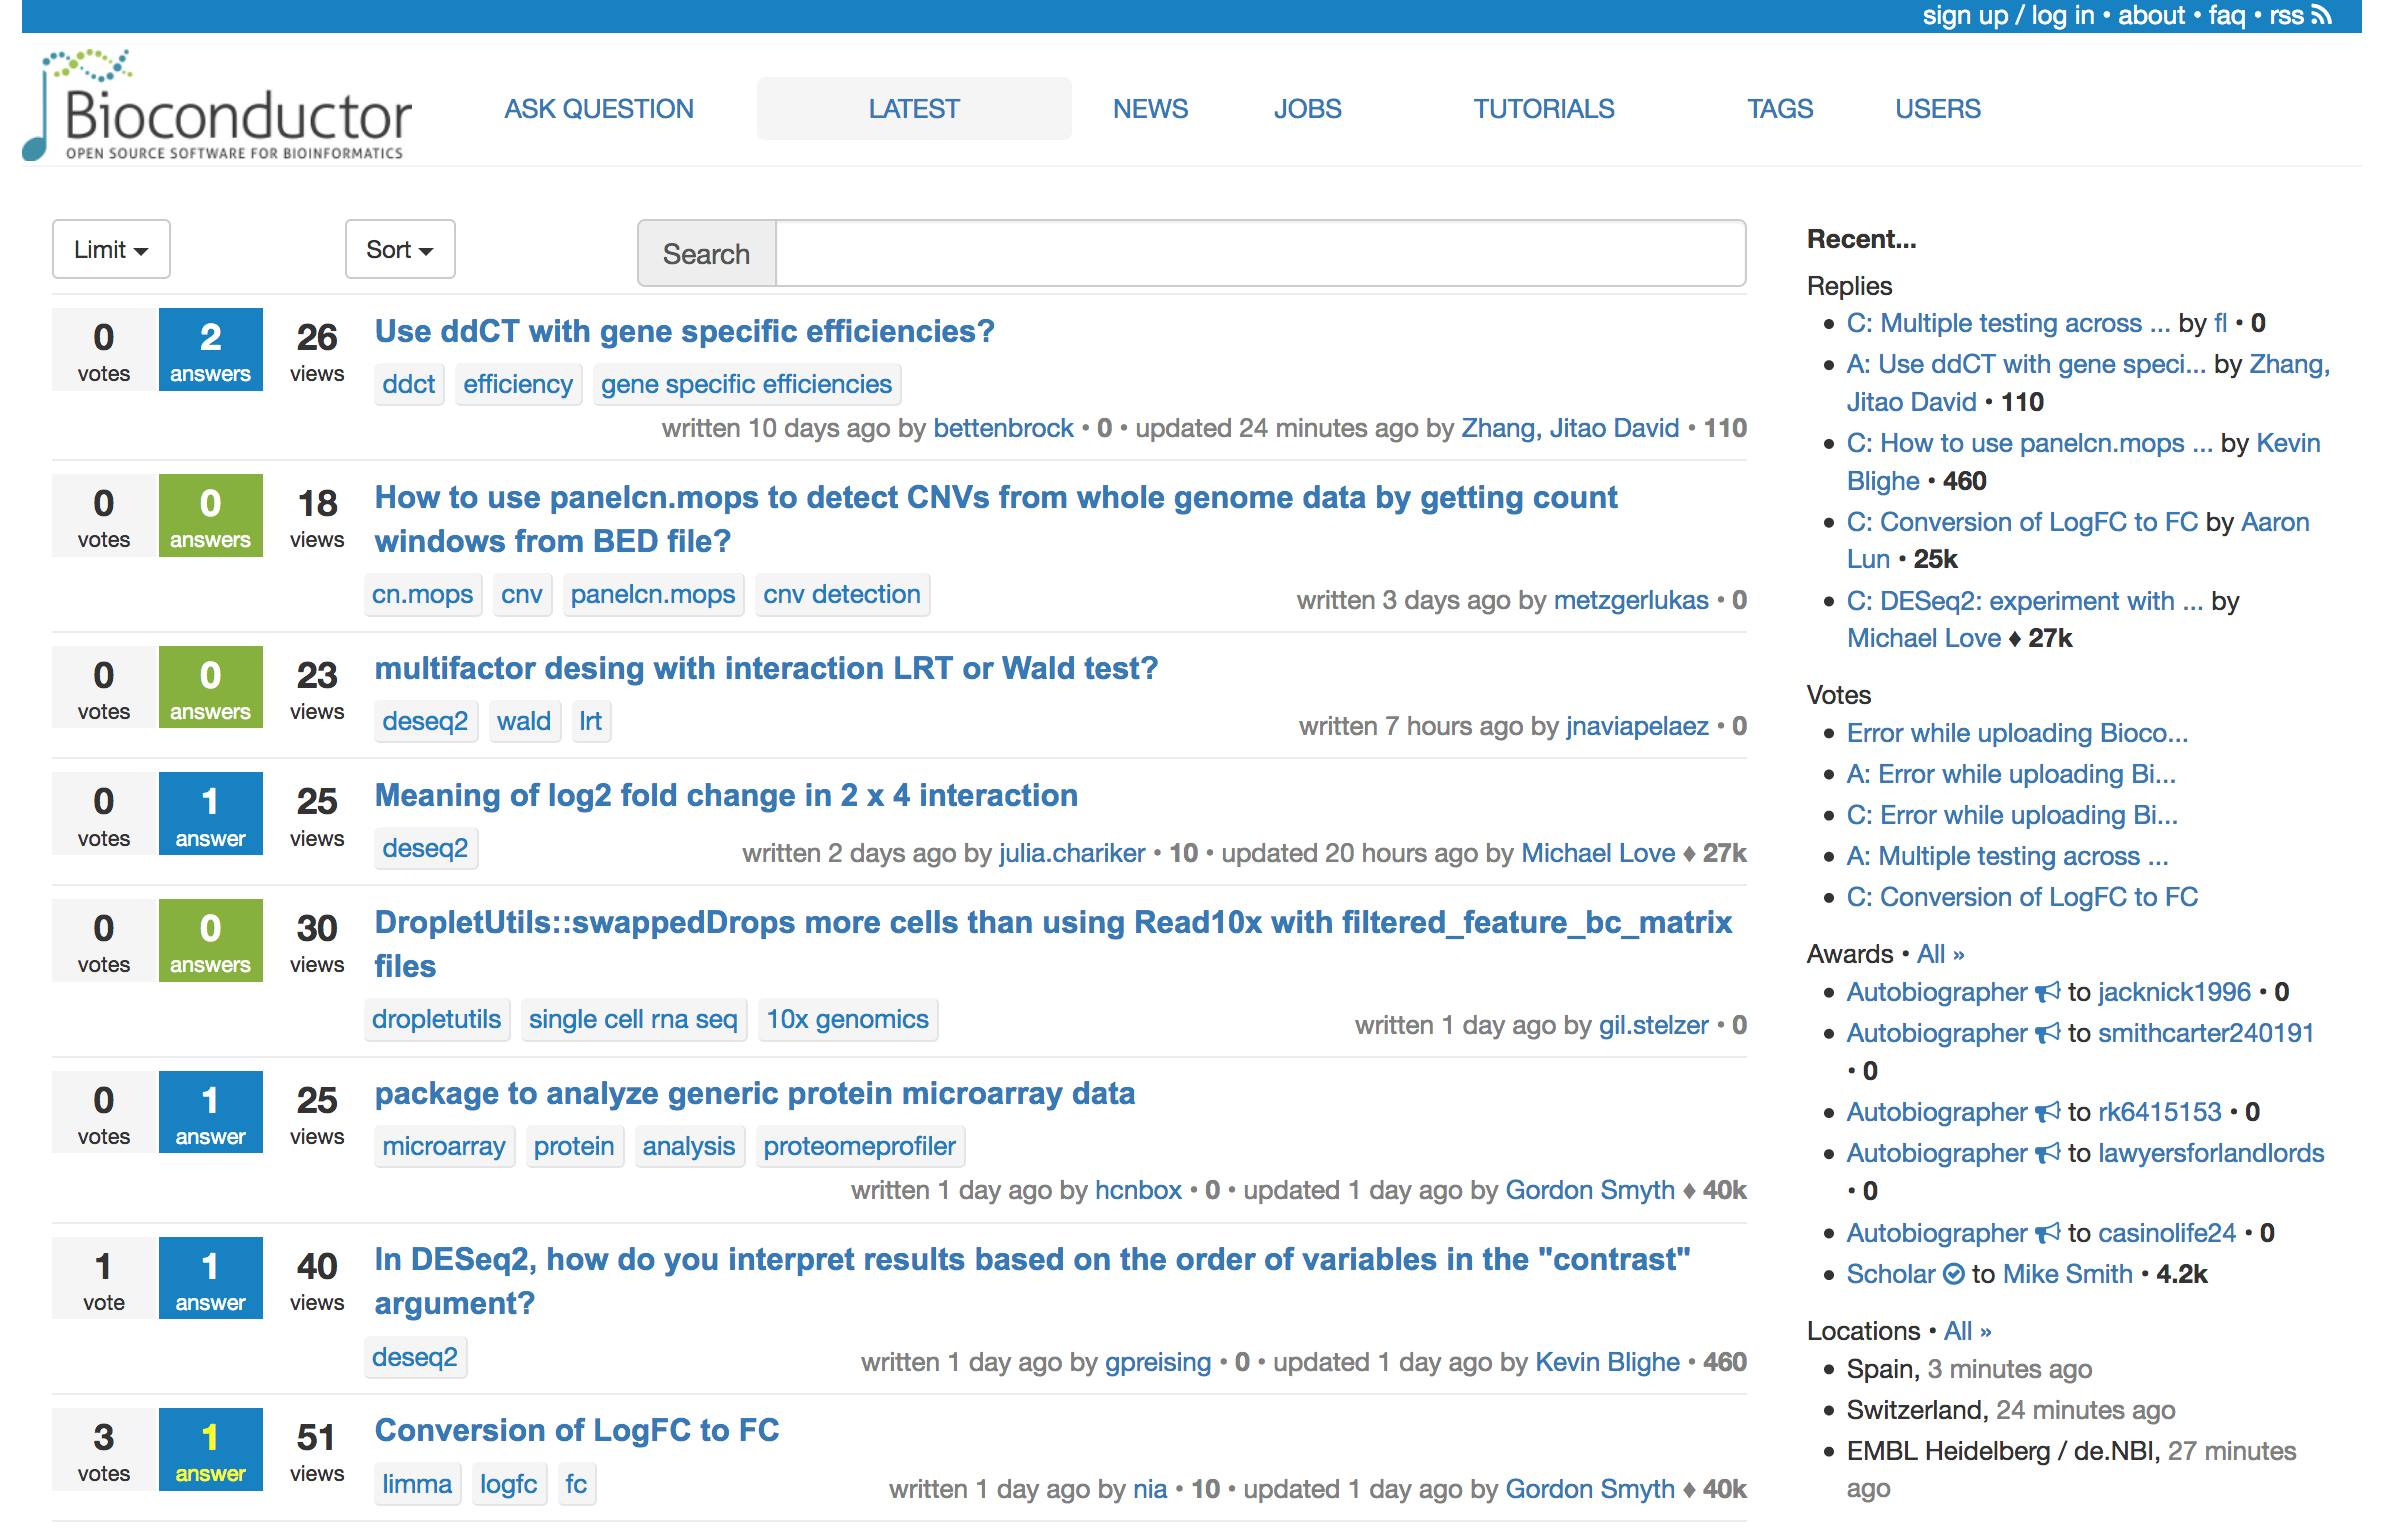 sign up / log in • about • faq • rss
Bioconductor
OPEN SOURCE SOFTWARE FOR BIOINFORMATICS
ASK QUESTION
LATEST
NEWS
JOBS
TUTORIALS
TAGS
USERS
Limit
Sort
Search
0 votes
2 answers
26 views
Use ddCT with gene specific efficiencies?
ddct efficiency gene specific efficiencies
written 10 days ago by bettenbrock • 0 • updated 24 minutes ago by Zhang, Jitao David • 110
0 votes
0 answers
18 views
How to use panelcn.mops to detect CNVs from whole genome data by getting count
windows from BED file?
cn.mops cnv panelcn.mops cnv detection
written 3 days ago by metzgerlukas • 0
0 votes
0 answers
23 views
multifactor desing with interaction LRT or Wald test?
deseq2 wald lrt
written 7 hours ago by jnaviapelaez • 0
0 votes
1 answer
25 views
Meaning of log2 fold change in 2 x 4 interaction
deseq2
written 2 days ago by julia.chariker • 10 • updated 20 hours ago by Michael Love ♦ 27k
0 votes
0 answers
30 views
DropletUtils::swappedDrops more cells than using Read10x with filtered_feature_bc_matrix
files
dropletutils single cell rna seq 10x genomics
written 1 day ago by gil.stelzer • 0
0 votes
1 answer
25 views
package to analyze generic protein microarray data
microarray protein analysis proteomeprofiler
written 1 day ago by hcnbox • 0 • updated 1 day ago by Gordon Smyth ♦ 40k
1 vote
1 answer
40 views
In DESeq2, how do you interpret results based on the order of variables in the "contrast"
argument?
deseq2
written 1 day ago by gpreising • 0 • updated 1 day ago by Kevin Blighe • 460
3 votes
1 answer
51 views
Conversion of LogFC to FC
limma logfc fc
written 1 day ago by nia • 10 • updated 1 day ago by Gordon Smyth ♦ 40k
Recent...
Replies
• C: Multiple testing across ... by fl • 0
• A: Use ddCT with gene speci... by Zhang,
Jitao David • 110
• C: How to use panelcn.mops ... by Kevin
Blighe • 460
• C: Conversion of LogFC to FC by Aaron
Lun • 25k
• C: DESeq2: experiment with ... by
Michael Love ♦ 27k
Votes
• Error while uploading Bioco...
• A: Error while uploading Bi...
• C: Error while uploading Bi...
• A: Multiple testing across ...
• C: Conversion of LogFC to FC
Awards • All »
• Autobiographer to jacknick1996 • 0
• Autobiographer to smithcarter240191
• 0
• Autobiographer to rk6415153 • 0
• Autobiographer to lawyersforlandlords
• 0
• Autobiographer to casinolife24 • 0
• Scholar to Mike Smith • 4.2k
Locations • All »
• Spain, 3 minutes ago
• Switzerland, 24 minutes ago
• EMBL Heidelberg / de.NBI, 27 minutes
ago